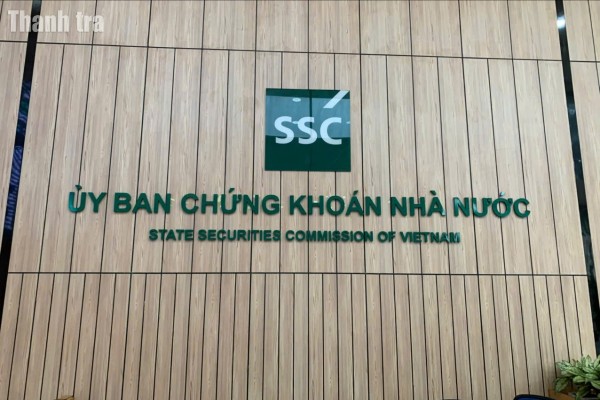 Thanh tra
SSC
ỦY BAN CHỨNG KHOÁN NHÀ NƯỚC
STATE SECURITIES COMMISSION OF VIETNAM